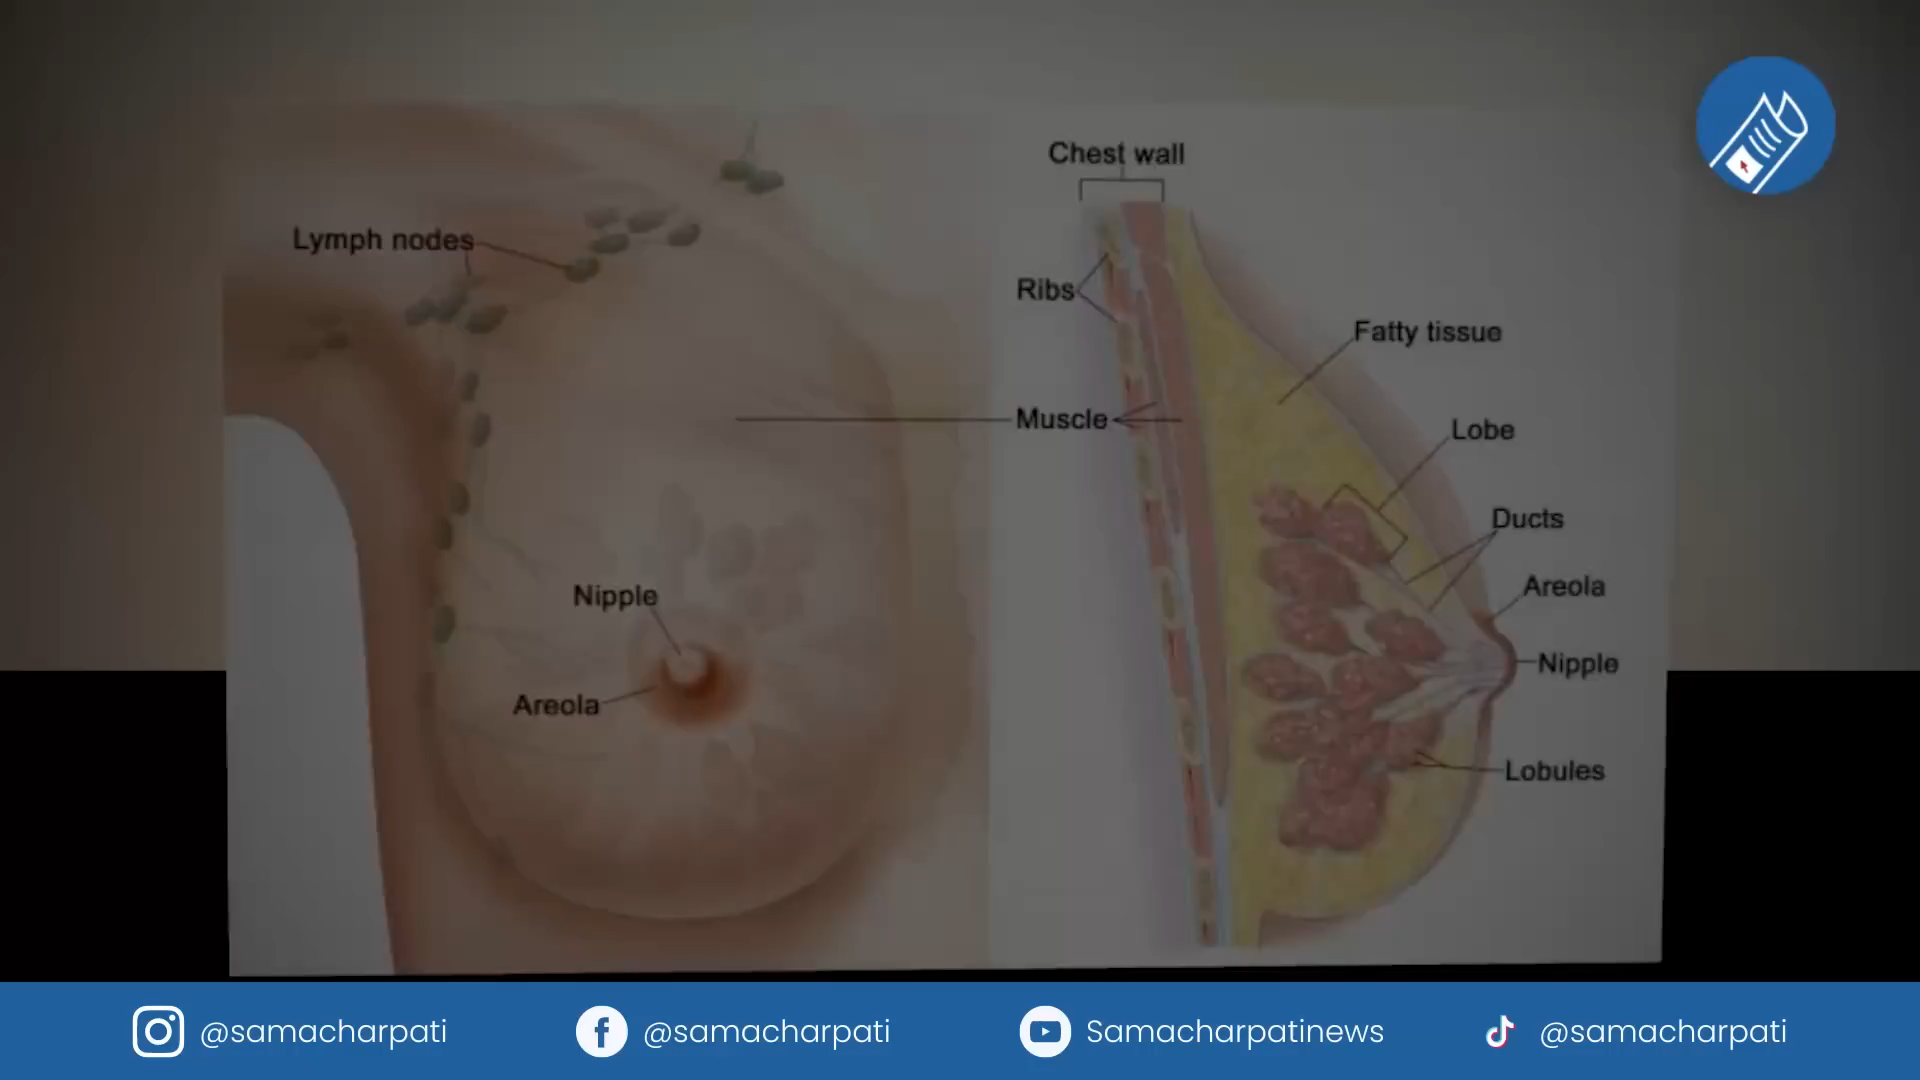 Chest wall
Lymph nodes
Ribs
Fatty tissue
Muscle
Lobe
Ducts
Areola
Nipple
Nipple
Areola
Lobules
@samacharpati
@samacharpati
Samacharpatinews
@samacharpati